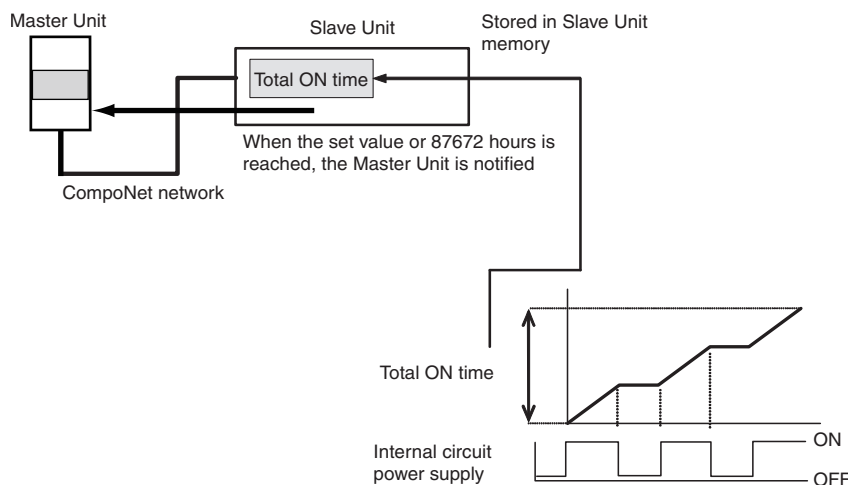 Master Unit
Slave Unit
Stored in Slave Unit
memory
Total ON time
When the set value or 87672 hours is
reached, the Master Unit is notified
CompoNet network
Total ON time
Internal circuit
power supply
ON
OFF